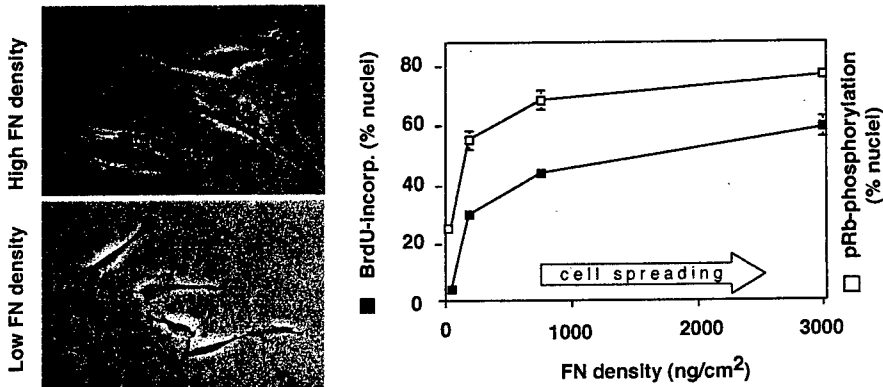 High FN density
Low FN density
■ BrdU-incorp. (% nuclei)
80
60
40
20
0
cell spreading
0
1000
2000
3000
FN density (ng/cm²)
□ pRb-phosphorylation
(% nuclei)